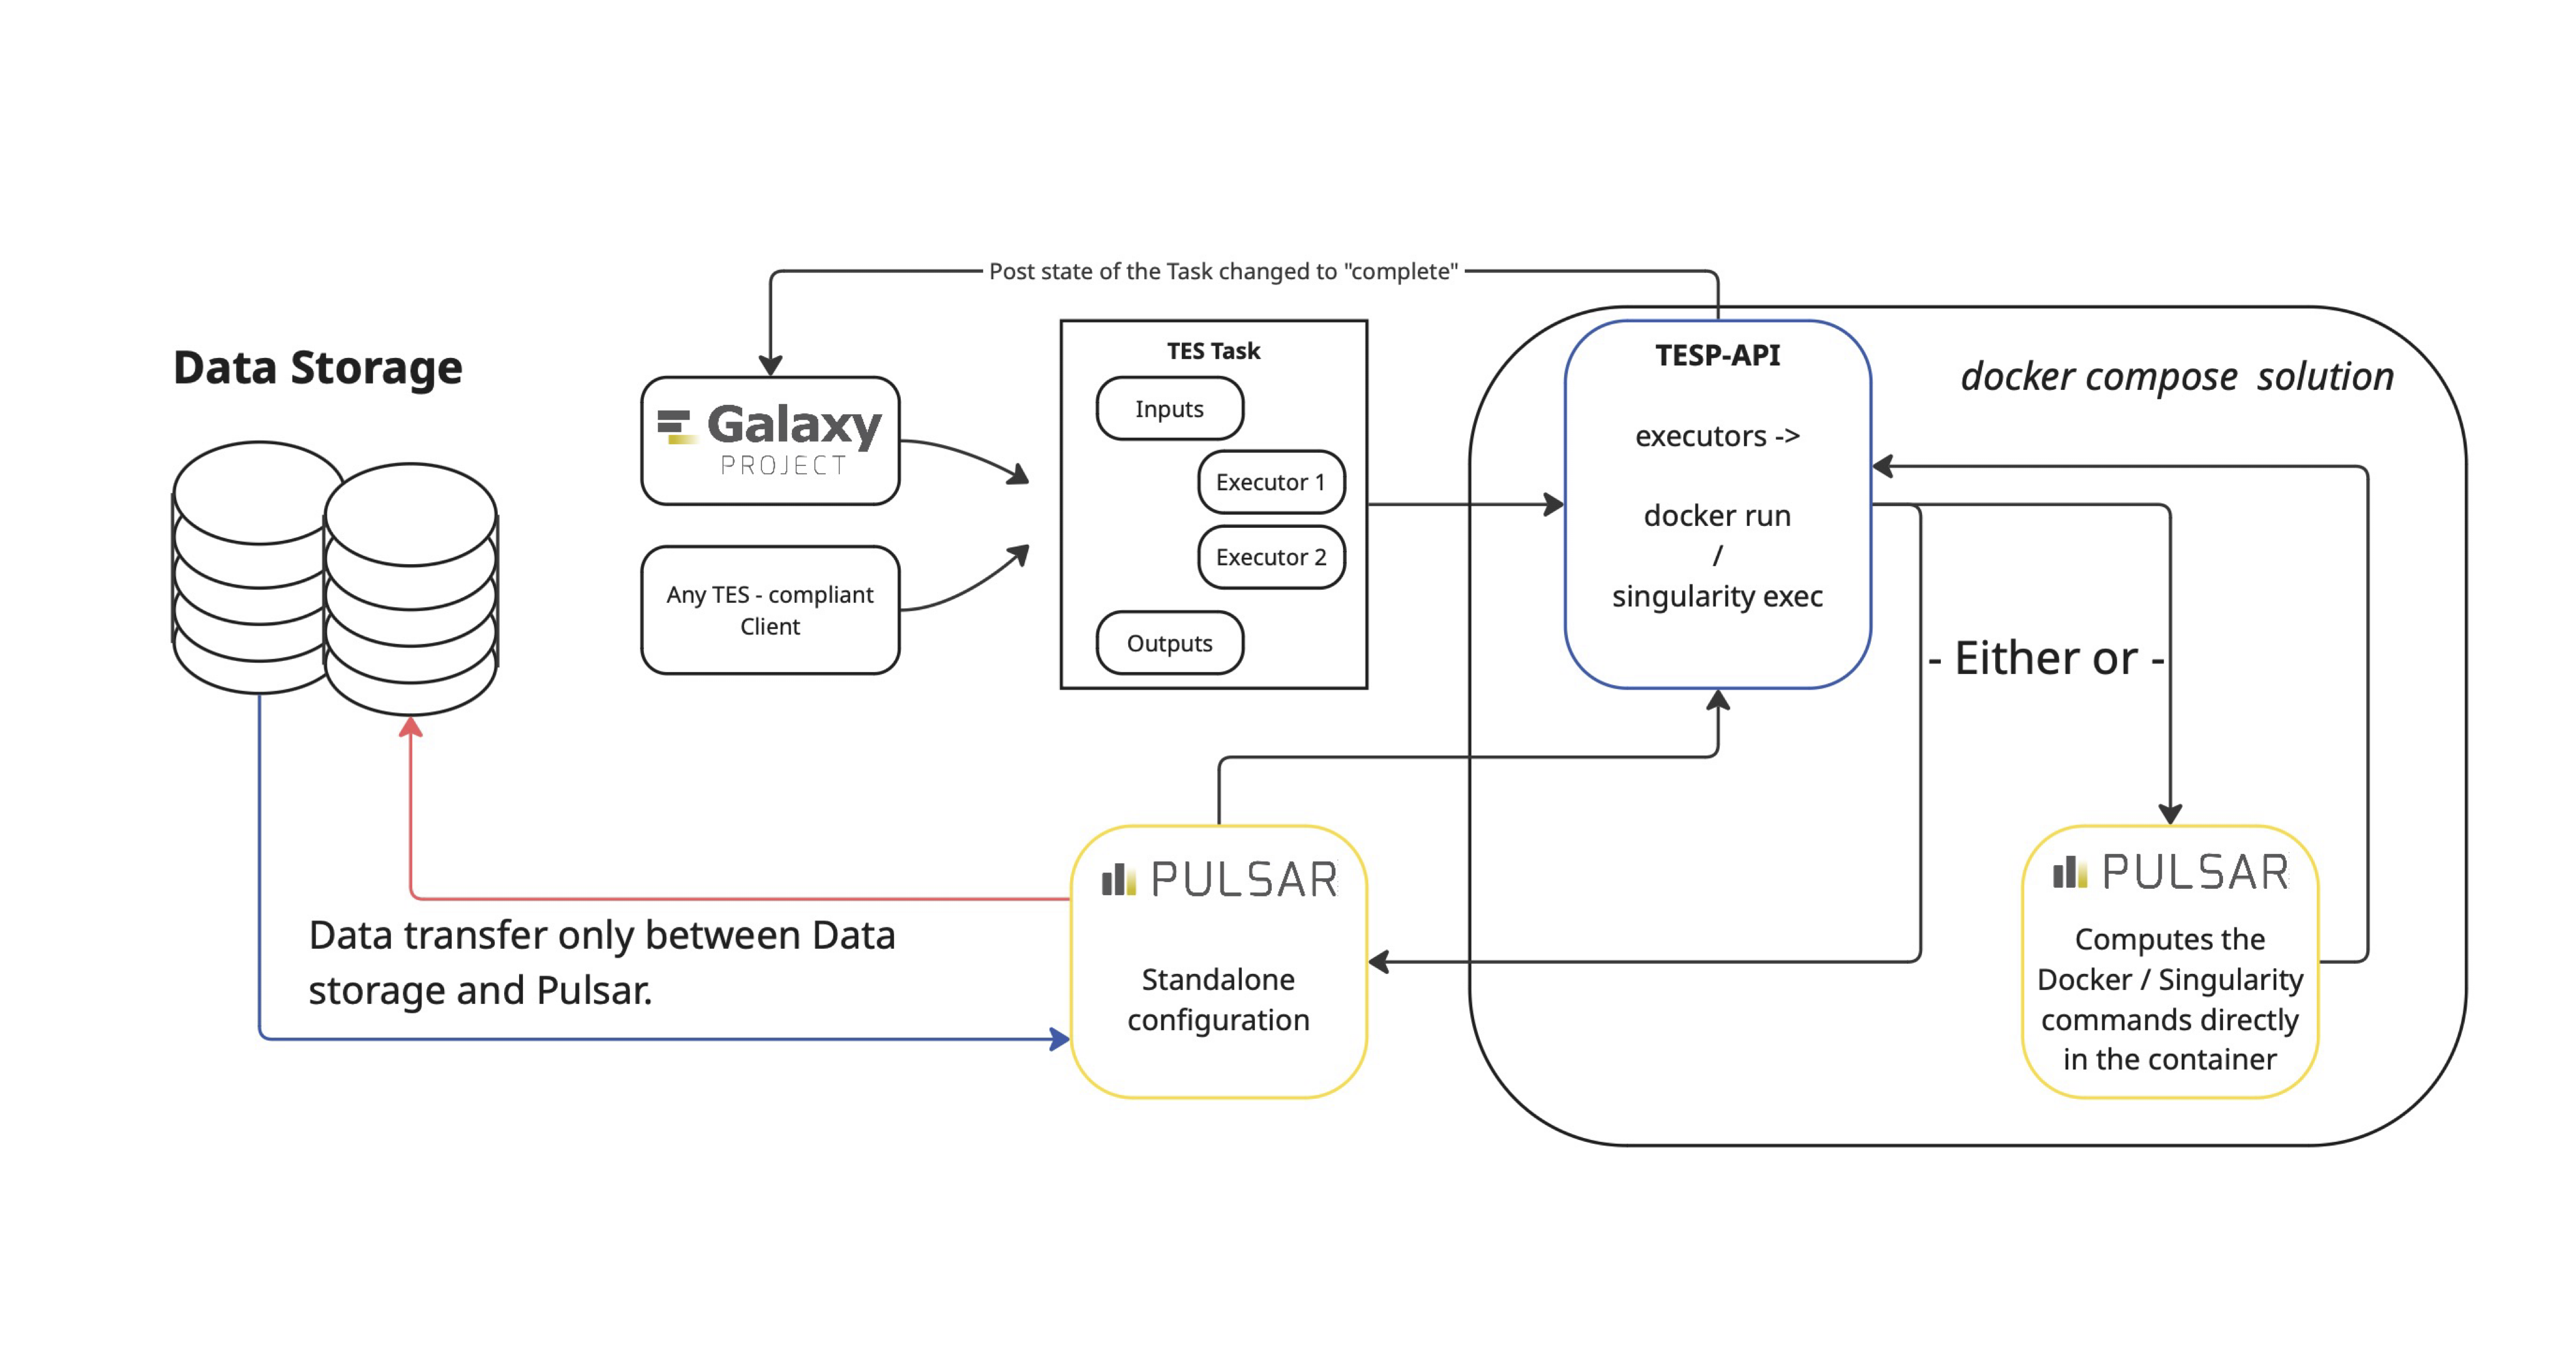 Post state of the Task changed to "complete"
Data Storage
Galaxy
PROJECT
Any TES - compliant
Client
TES Task
Inputs
Executor 1
Executor 2
Outputs
TESP-API
executors ->
docker run
/
singularity exec
docker compose  solution
- Either or -
Data transfer only between Data
storage and Pulsar.
PULSAR
Standalone
configuration
PULSAR
Computes the
Docker / Singularity
commands directly
in the container